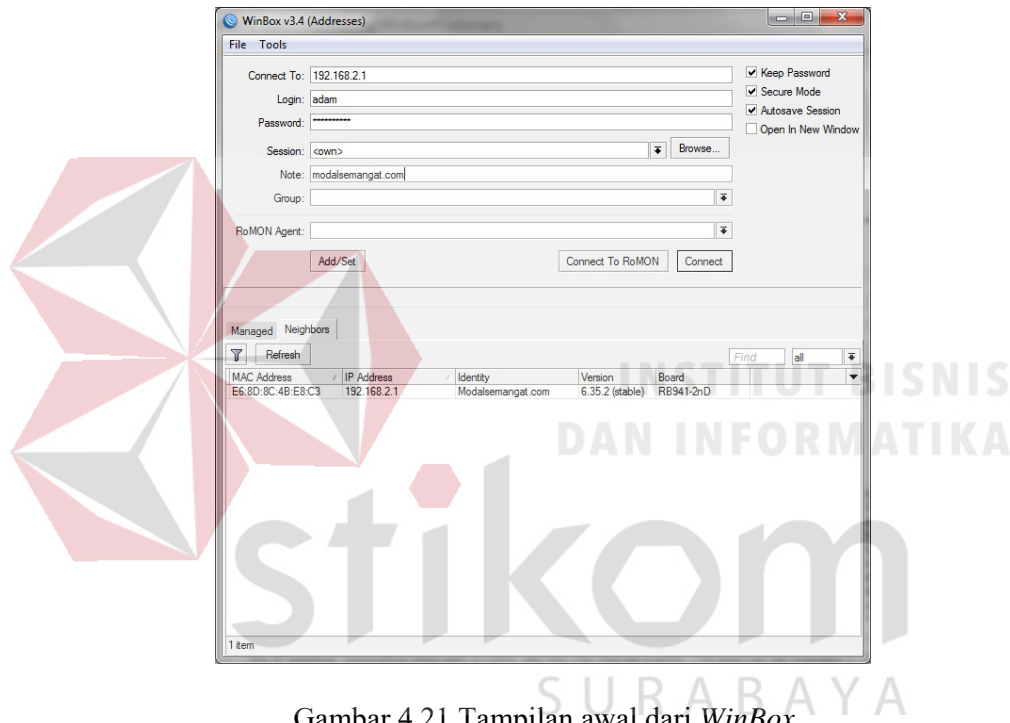 WinBox v3.4 (Addresses)
File Tools
Connect To: 192.168.2.1
Keep Password
Login: adam
Secure Mode
Password: **********
Autosave Session
Open In New Window
Session: <own> Browse...
Note: modalsemangat.com
Group:
RoMON Agent:
Add/Set Connect To RoMON Connect
Managed Neighbors
Refresh Find all
MAC Address IP Address Identity Version Board
E6:8D:8C:4B:E8:C3 192.168.2.1 Modalsemangat.com 6.35.2 (stable) RB941-2nD
INSTITUT BISNIS
DAN INFORMATIKA
stikom
1 item
SURABAYA
Gambar 4.21 Tampilan awal dari WinBox